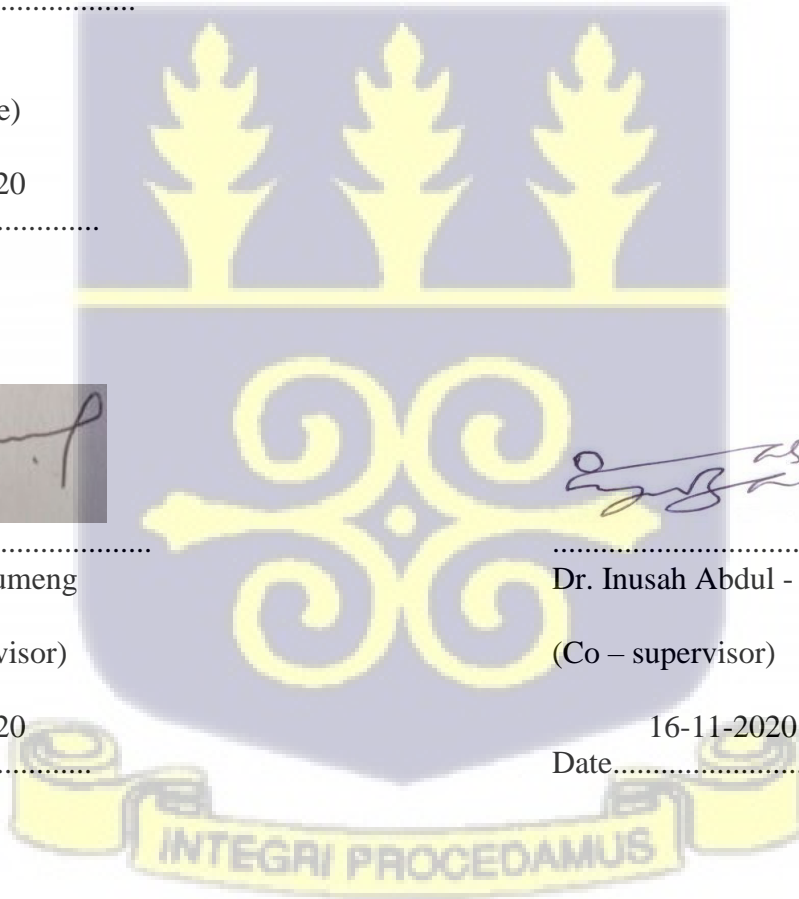 ................
e)
20
............
................ ................
umeng Dr. Inusah Abdul -
visor) (Co – supervisor)
20 16-11-2020
........... Date................
INTEGRI PROCEDAMUS